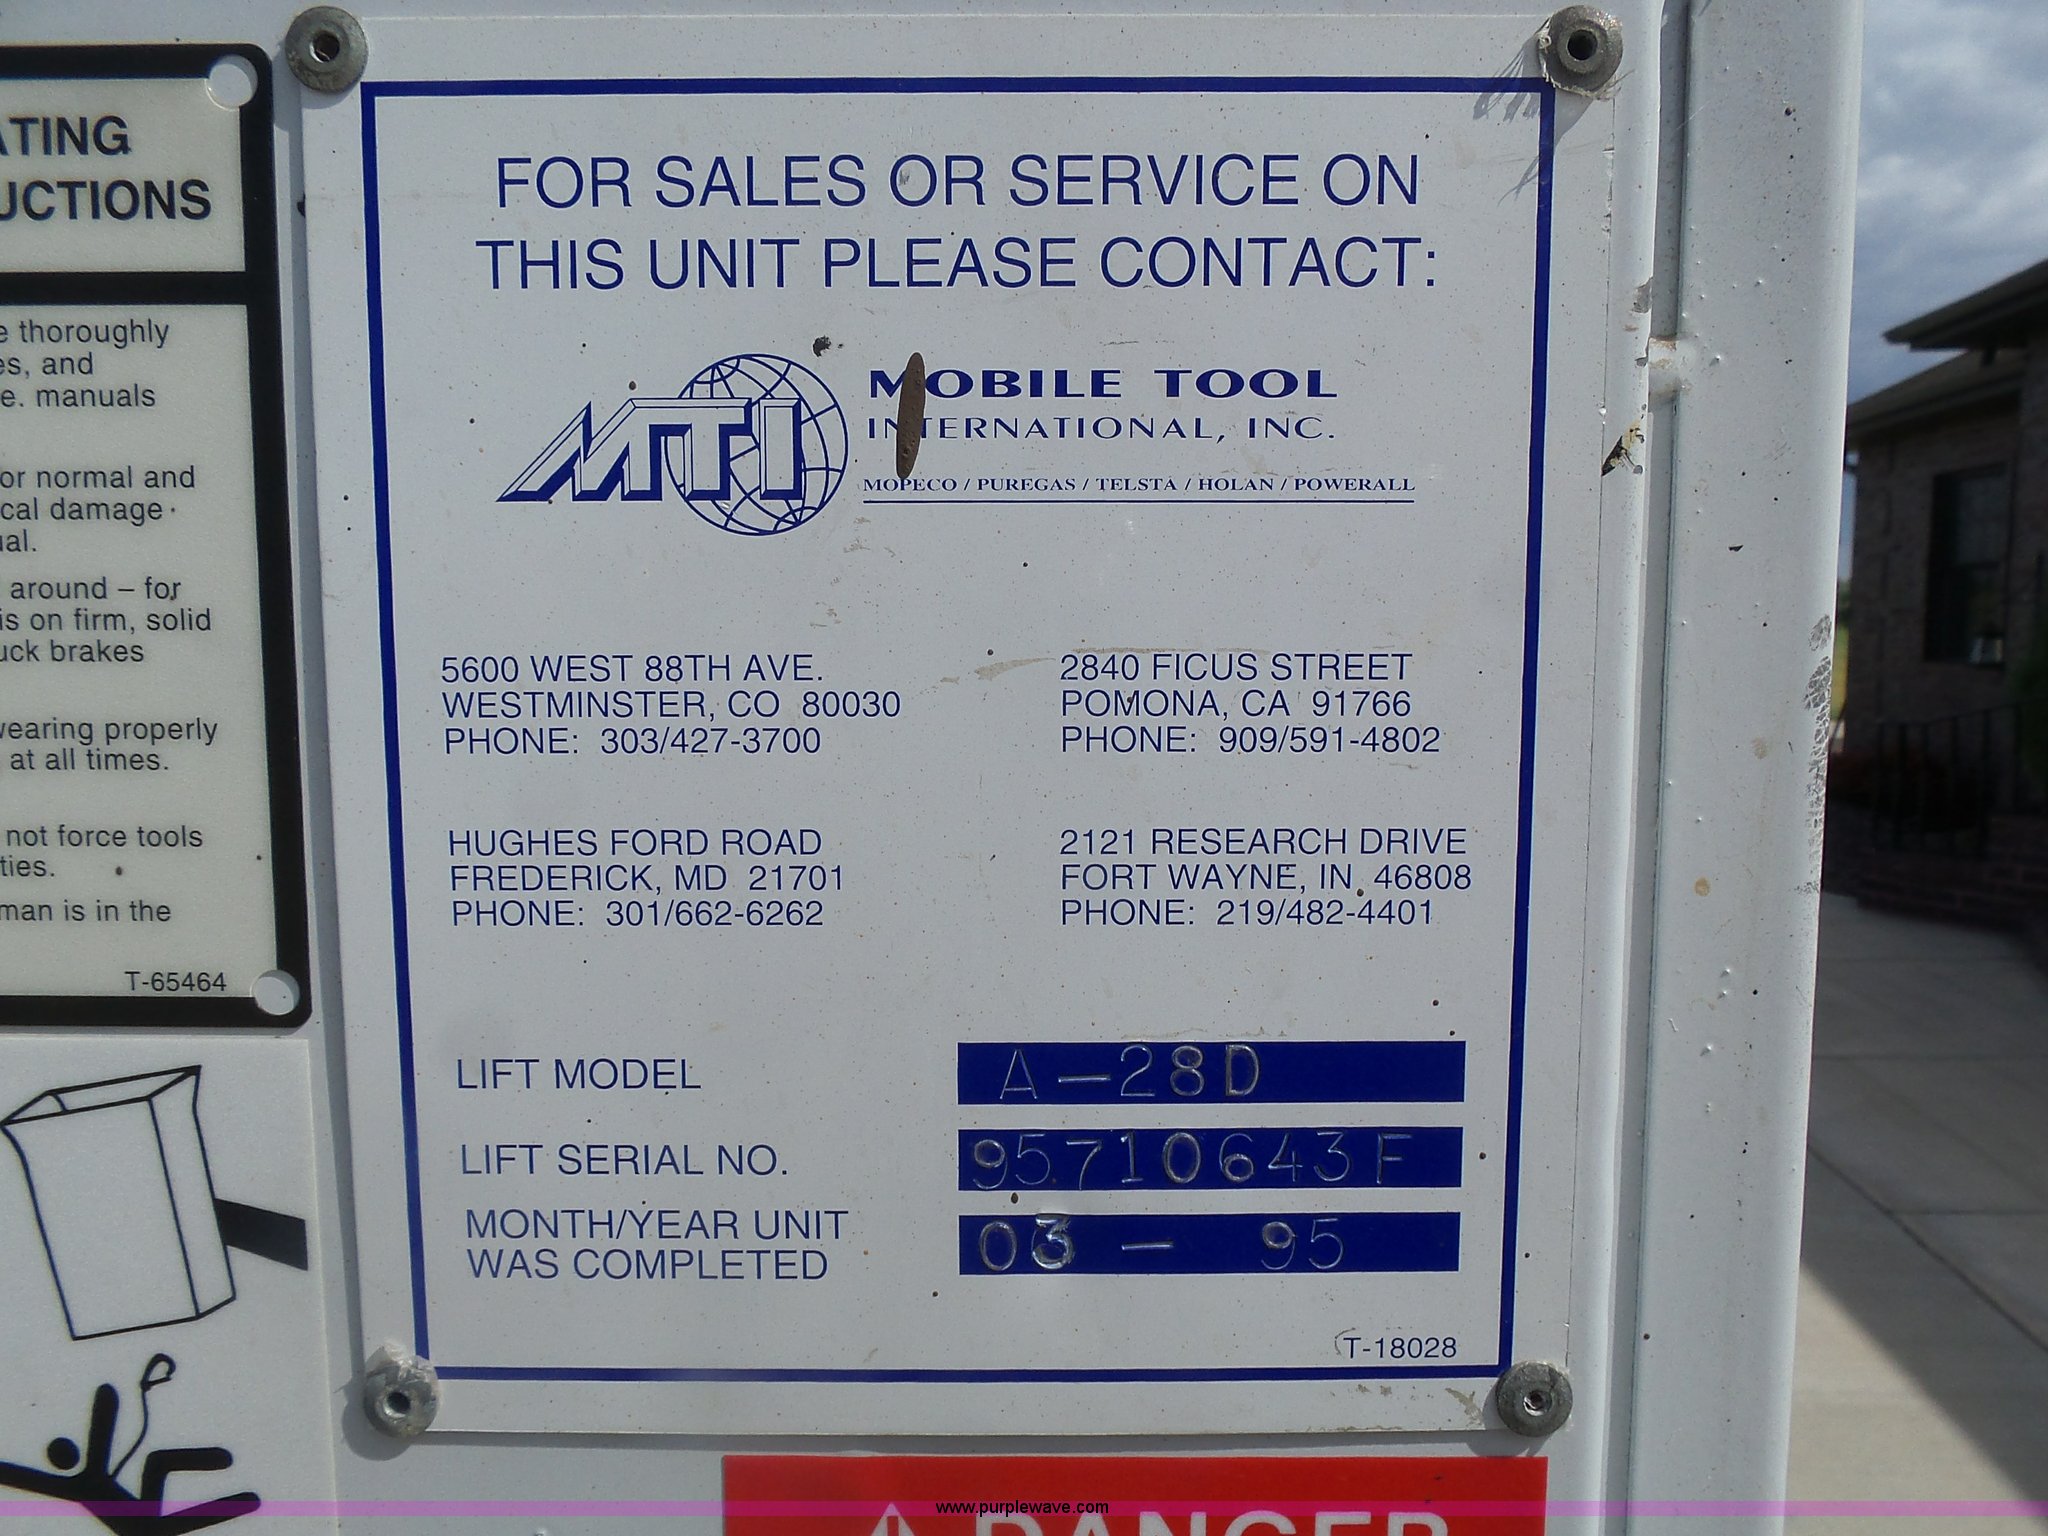 ATING
UCTIONS
e thoroughly
es, and
e. manuals
or normal and
cal damage
ual.
around – for
is on firm, solid
uck brakes
wearing properly
at all times.
not force tools
ties.
man is in the
T-65464
FOR SALES OR SERVICE ON
THIS UNIT PLEASE CONTACT:
MTI
MOBILE TOOL
INTERNATIONAL, INC.
MOPECO / PUREGAS / TELSTA / HOLAN / POWERALL
5600 WEST 88TH AVE.
WESTMINSTER, CO 80030
PHONE: 303/427-3700
2840 FICUS STREET
POMONA, CA 91766
PHONE: 909/591-4802
HUGHES FORD ROAD
FREDERICK, MD 21701
PHONE: 301/662-6262
2121 RESEARCH DRIVE
FORT WAYNE, IN 46808
PHONE: 219/482-4401
LIFT MODEL A-28D
LIFT SERIAL NO. 95710643F
MONTH/YEAR UNIT
WAS COMPLETED 03 - 95
T-18028
DANGER
www.purplewave.com